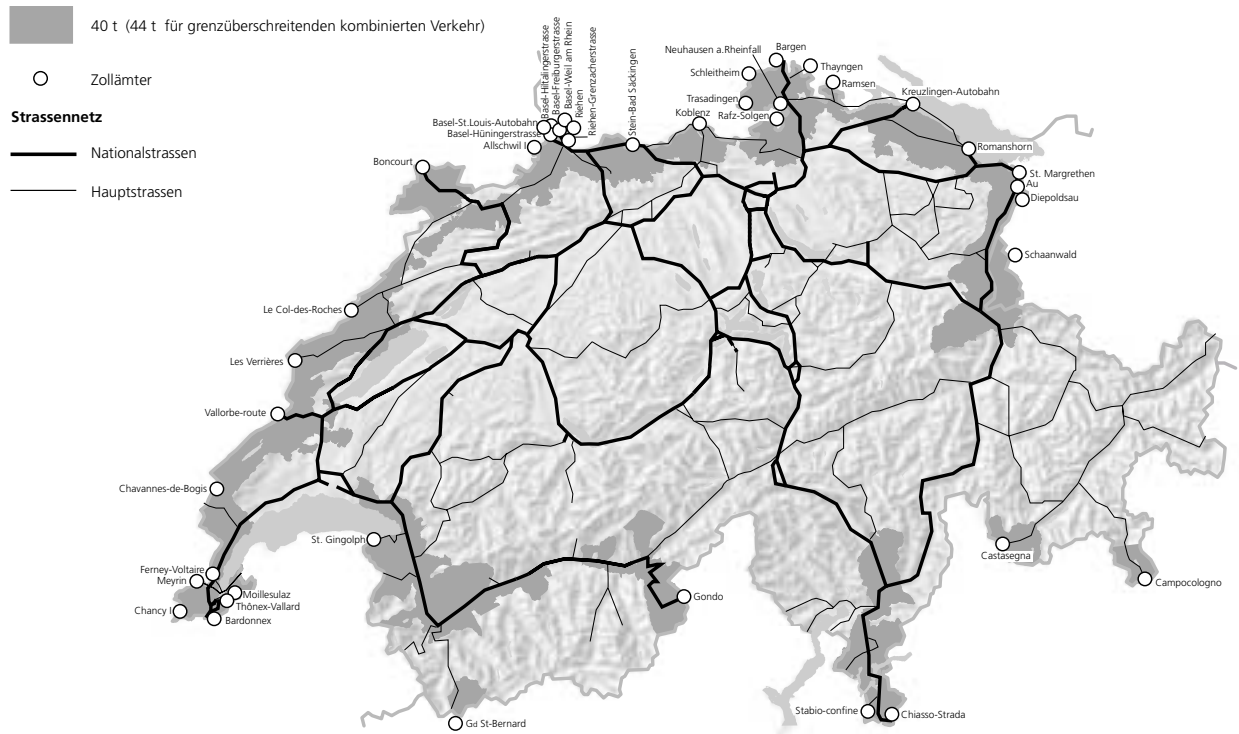 40 t (44 t für grenzüberschreitenden kombinierten Verkehr)
Zollämter
Strassennetz
Nationalstrassen
Hauptstrassen
Basel-Hiltalingerstrasse
Basel-Freiburgerstrasse
Basel-Weil am Rhein
Riehen
Riehen-Grenzacherstrasse
Stein-Bad Säckingen
Basel-St.Louis-Autobahn
Basel-Hüningerstrasse
Allschwil I
Boncourt
Neuhausen a.Rheinfall
Bargen
Schleitheim
Thayngen
Ramsen
Trasadingen
Rafz-Solgen
Koblenz
Kreuzlingen-Autobahn
Romanshorn
St. Margrethen
Au
Diepoldsau
Schaanwald
Le Col-des-Roches
Les Verrières
Vallorbe-route
Chavannes-de-Bogis
St. Gingolph
Ferney-Voltaire
Meyrin
Moillesulaz
Thônex-Vallard
Chancy I
Bardonnex
Gondo
Gd St-Bernard
Castasegna
Campocologno
Stabio-confine
Chiasso-Strada